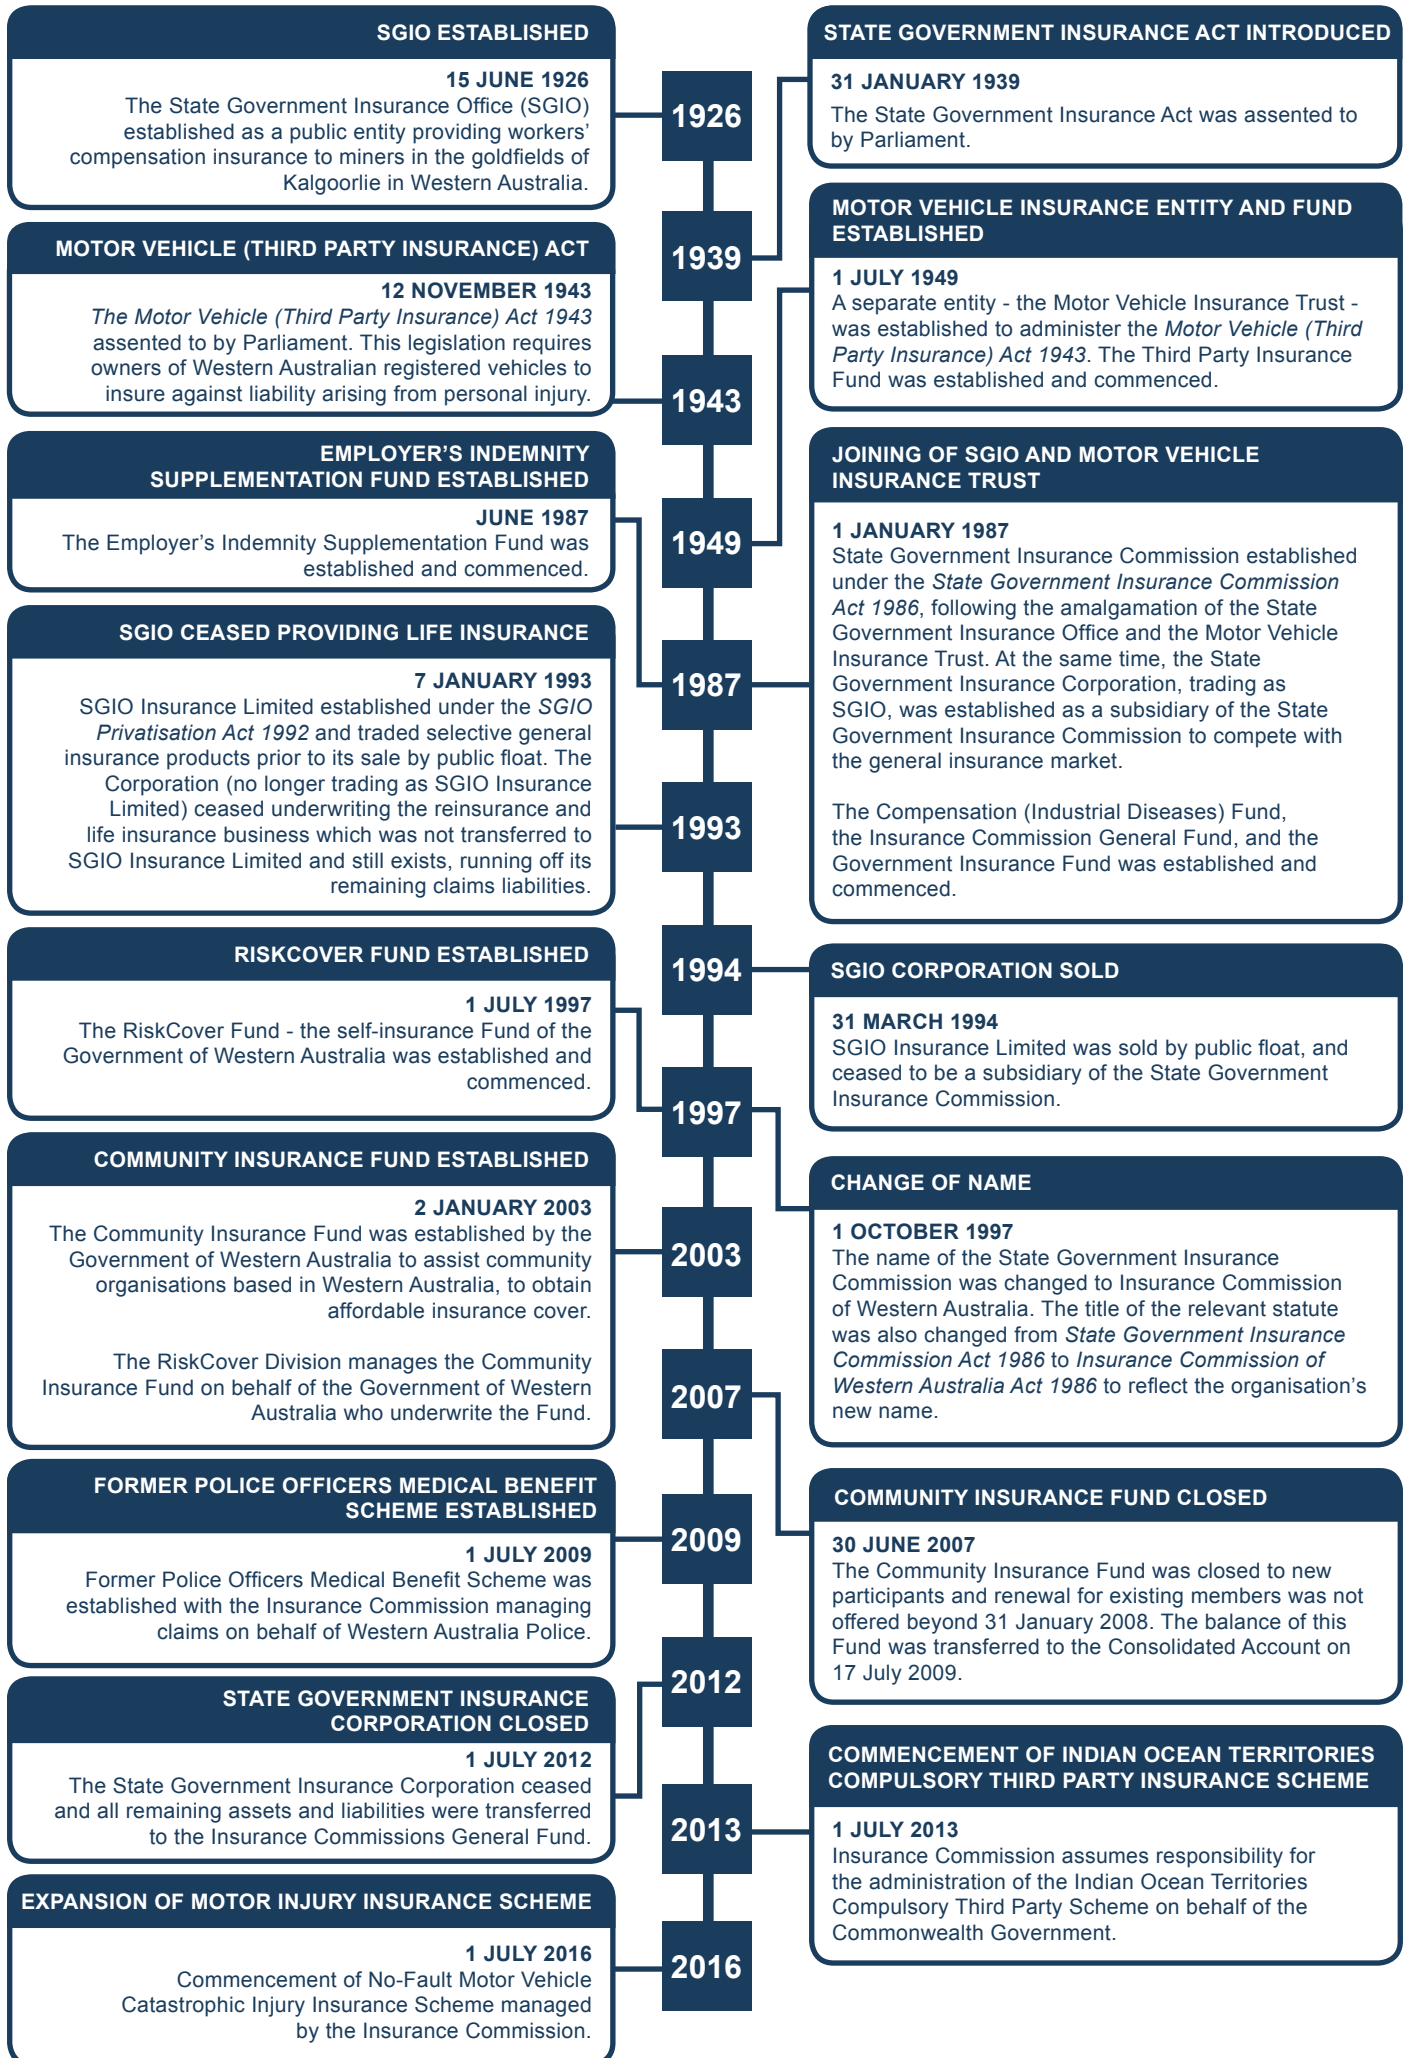 SGIO ESTABLISHED
15 JUNE 1926
The State Government Insurance Office (SGIO)
established as a public entity providing workers'
compensation insurance to miners in the goldfields of
Kalgoorlie in Western Australia.
1926
STATE GOVERNMENT INSURANCE ACT INTRODUCED
31 JANUARY 1939
The State Government Insurance Act was assented to
by Parliament.
1939
MOTOR VEHICLE (THIRD PARTY INSURANCE) ACT
12 NOVEMBER 1943
The Motor Vehicle (Third Party Insurance) Act 1943
assented to by Parliament. This legislation requires
owners of Western Australian registered vehicles to
insure against liability arising from personal injury.
1943
MOTOR VEHICLE INSURANCE ENTITY AND FUND
ESTABLISHED
1 JULY 1949
A separate entity - the Motor Vehicle Insurance Trust -
was established to administer the Motor Vehicle (Third
Party Insurance) Act 1943. The Third Party Insurance
Fund was established and commenced.
1949
EMPLOYER'S INDEMNITY
SUPPLEMENTATION FUND ESTABLISHED
JUNE 1987
The Employer's Indemnity Supplementation Fund was
established and commenced.
1987
JOINING OF SGIO AND MOTOR VEHICLE
INSURANCE TRUST
1 JANUARY 1987
State Government Insurance Commission established
under the State Government Insurance Commission
Act 1986, following the amalgamation of the State
Government Insurance Office and the Motor Vehicle
Insurance Trust. At the same time, the State
Government Insurance Corporation, trading as
SGIO, was established as a subsidiary of the State
Government Insurance Commission to compete with
the general insurance market.
The Compensation (Industrial Diseases) Fund,
the Insurance Commission General Fund, and the
Government Insurance Fund was established and
commenced.
SGIO CEASED PROVIDING LIFE INSURANCE
7 JANUARY 1993
SGIO Insurance Limited established under the SGIO
Privatisation Act 1992 and traded selective general
insurance products prior to its sale by public float. The
Corporation (no longer trading as SGIO Insurance
Limited) ceased underwriting the reinsurance and
life insurance business which was not transferred to
SGIO Insurance Limited and still exists, running off its
remaining claims liabilities.
1993
1994
SGIO CORPORATION SOLD
31 MARCH 1994
SGIO Insurance Limited was sold by public float, and
ceased to be a subsidiary of the State Government
Insurance Commission.
RISKCOVER FUND ESTABLISHED
1 JULY 1997
The RiskCover Fund - the self-insurance Fund of the
Government of Western Australia was established and
commenced.
1997
CHANGE OF NAME
1 OCTOBER 1997
The name of the State Government Insurance
Commission was changed to Insurance Commission
of Western Australia. The title of the relevant statute
was also changed from State Government Insurance
Commission Act 1986 to Insurance Commission of
Western Australia Act 1986 to reflect the organisation's
new name.
COMMUNITY INSURANCE FUND ESTABLISHED
2 JANUARY 2003
The Community Insurance Fund was established by the
Government of Western Australia to assist community
organisations based in Western Australia, to obtain
affordable insurance cover.
The RiskCover Division manages the Community
Insurance Fund on behalf of the Government of Western
Australia who underwrite the Fund.
2003
2007
COMMUNITY INSURANCE FUND CLOSED
30 JUNE 2007
The Community Insurance Fund was closed to new
participants and renewal for existing members was not
offered beyond 31 January 2008. The balance of this
Fund was transferred to the Consolidated Account on
17 July 2009.
FORMER POLICE OFFICERS MEDICAL BENEFIT
SCHEME ESTABLISHED
1 JULY 2009
Former Police Officers Medical Benefit Scheme was
established with the Insurance Commission managing
claims on behalf of Western Australia Police.
2009
STATE GOVERNMENT INSURANCE
CORPORATION CLOSED
1 JULY 2012
The State Government Insurance Corporation ceased
and all remaining assets and liabilities were transferred
to the Insurance Commissions General Fund.
2012
COMMENCEMENT OF INDIAN OCEAN TERRITORIES
COMPULSORY THIRD PARTY INSURANCE SCHEME
1 JULY 2013
Insurance Commission assumes responsibility for
the administration of the Indian Ocean Territories
Compulsory Third Party Scheme on behalf of the
Commonwealth Government.
2013
EXPANSION OF MOTOR INJURY INSURANCE SCHEME
1 JULY 2016
Commencement of No-Fault Motor Vehicle
Catastrophic Injury Insurance Scheme managed
by the Insurance Commission.
2016